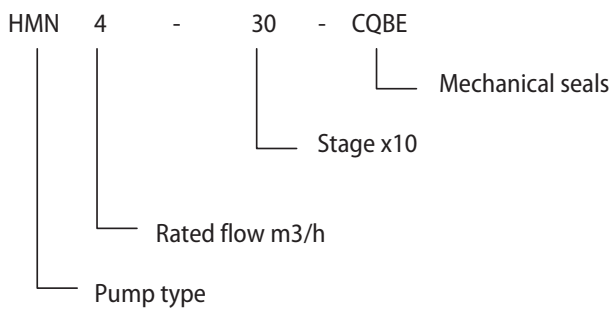 HMN 4 - 30 - CQBE
Mechanical seals
Stage x10
Rated flow m3/h
Pump type